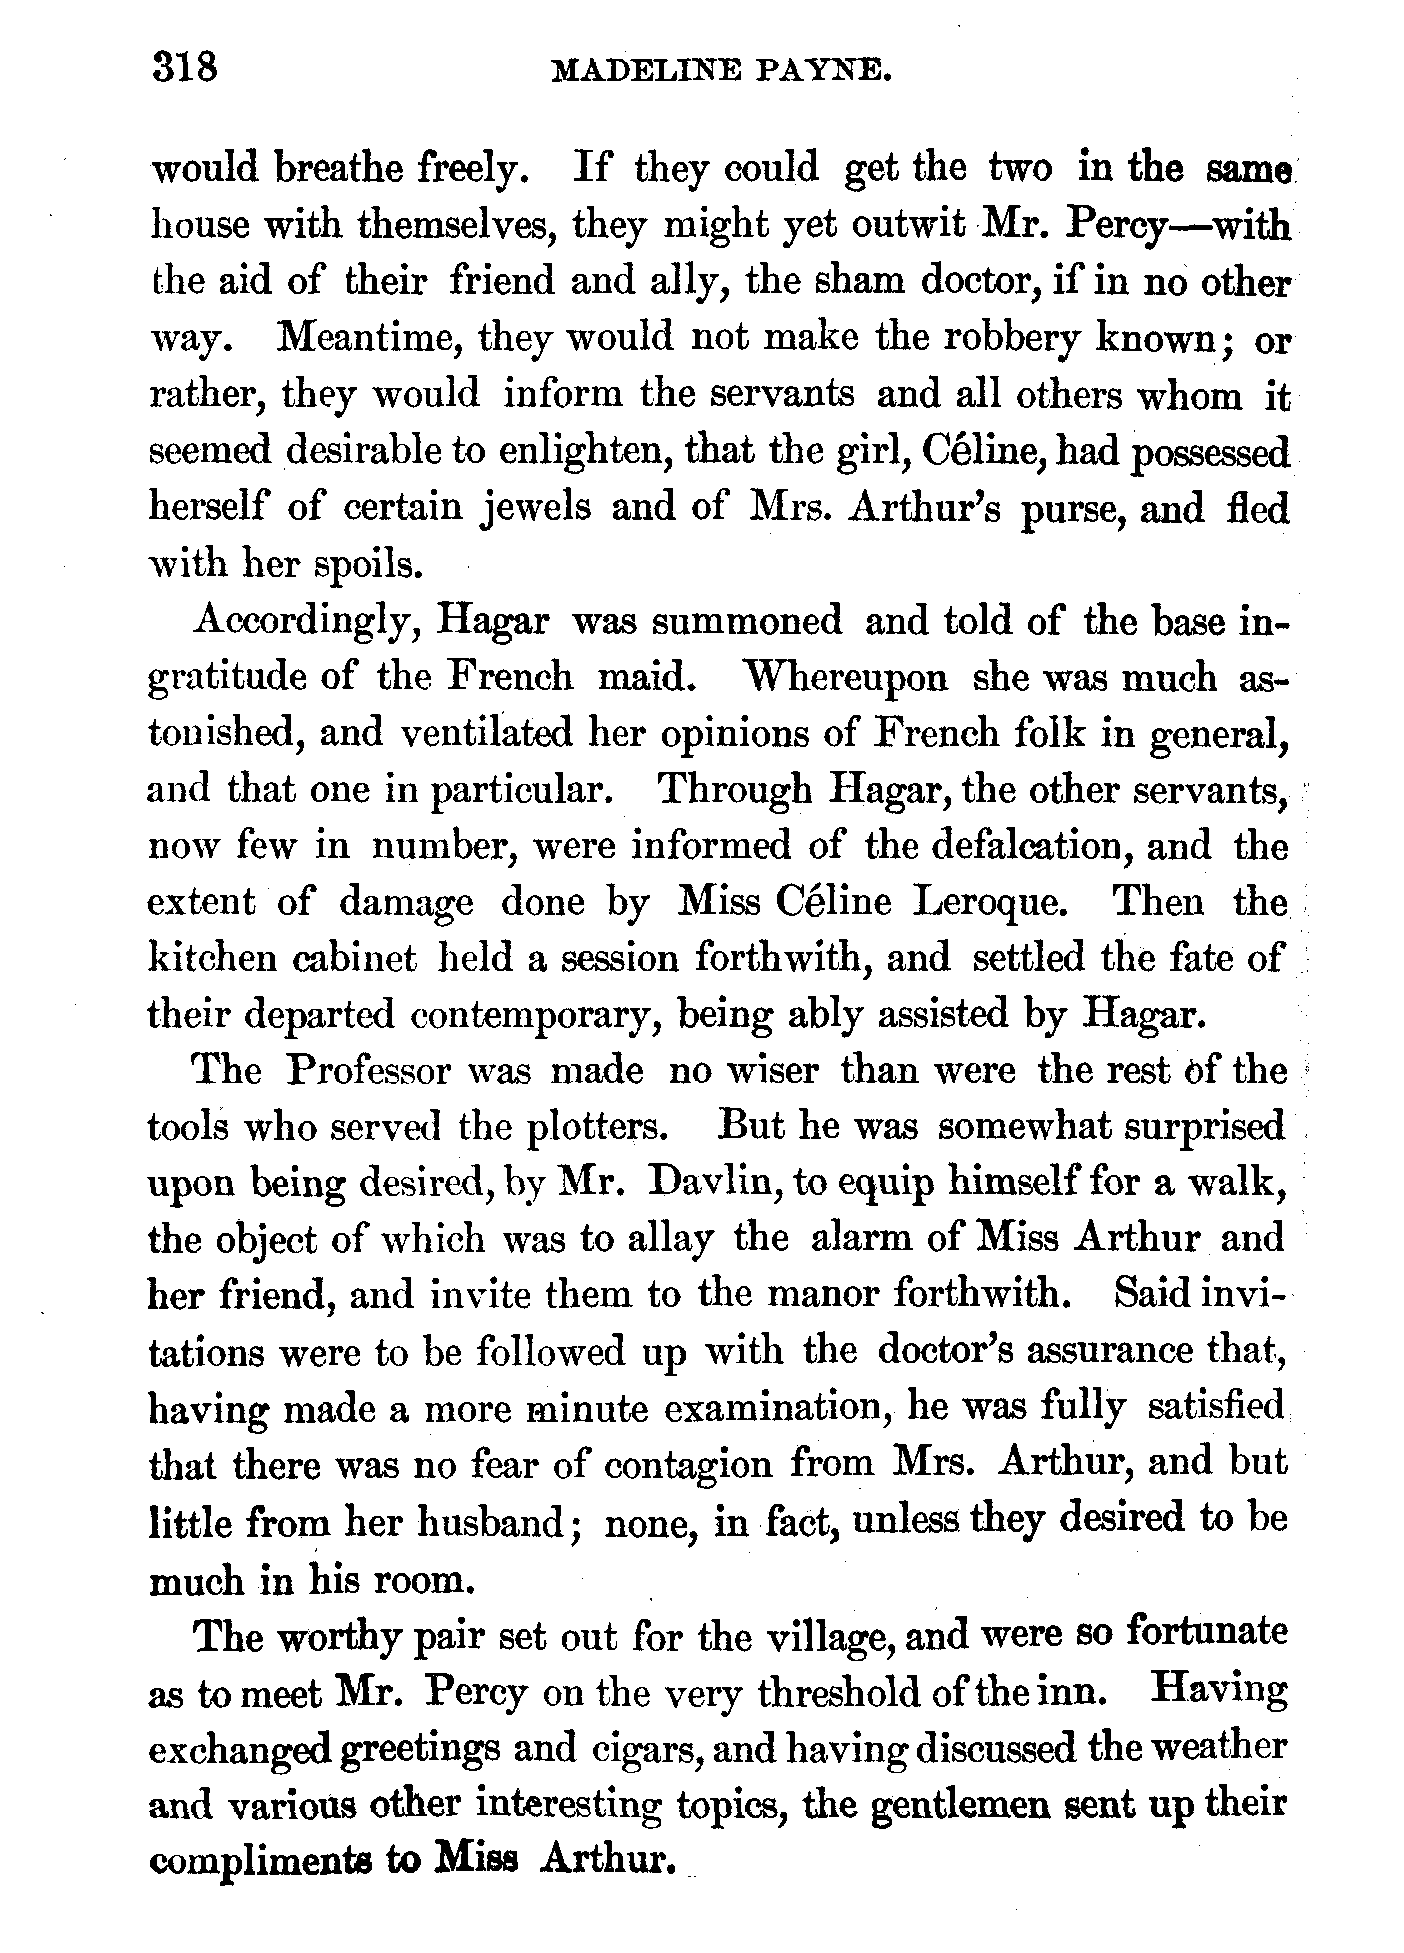 318 MADELINE PAYNE.
would breathe freely. If they could get the two in the same
house with themselves, they might yet outwit Mr. Percy—with
the aid of their friend and ally, the sham doctor, if in no other
way. Meantime, they would not make the robbery known; or
rather, they would inform the servants and all others whom it
seemed desirable to enlighten, that the girl, Céline, had possessed
herself of certain jewels and of Mrs. Arthur's purse, and fled
with her spoils.
Accordingly, Hagar was summoned and told of the base in-
gratitude of the French maid. Whereupon she was much as-
tonished, and ventilated her opinions of French folk in general,
and that one in particular. Through Hagar, the other servants,
now few in number, were informed of the defalcation, and the
extent of damage done by Miss Céline Leroque. Then the
kitchen cabinet held a session forthwith, and settled the fate of
their departed contemporary, being ably assisted by Hagar.
The Professor was made no wiser than were the rest of the
tools who served the plotters. But he was somewhat surprised
upon being desired, by Mr. Davlin, to equip himself for a walk,
the object of which was to allay the alarm of Miss Arthur and
her friend, and invite them to the manor forthwith. Said invi-
tations were to be followed up with the doctor's assurance that,
having made a more minute examination, he was fully satisfied
that there was no fear of contagion from Mrs. Arthur, and but
little from her husband; none, in fact, unless they desired to be
much in his room.
The worthy pair set out for the village, and were so fortunate
as to meet Mr. Percy on the very threshold of the inn. Having
exchanged greetings and cigars, and having discussed the weather
and various other interesting topics, the gentlemen sent up their
compliments to Miss Arthur.